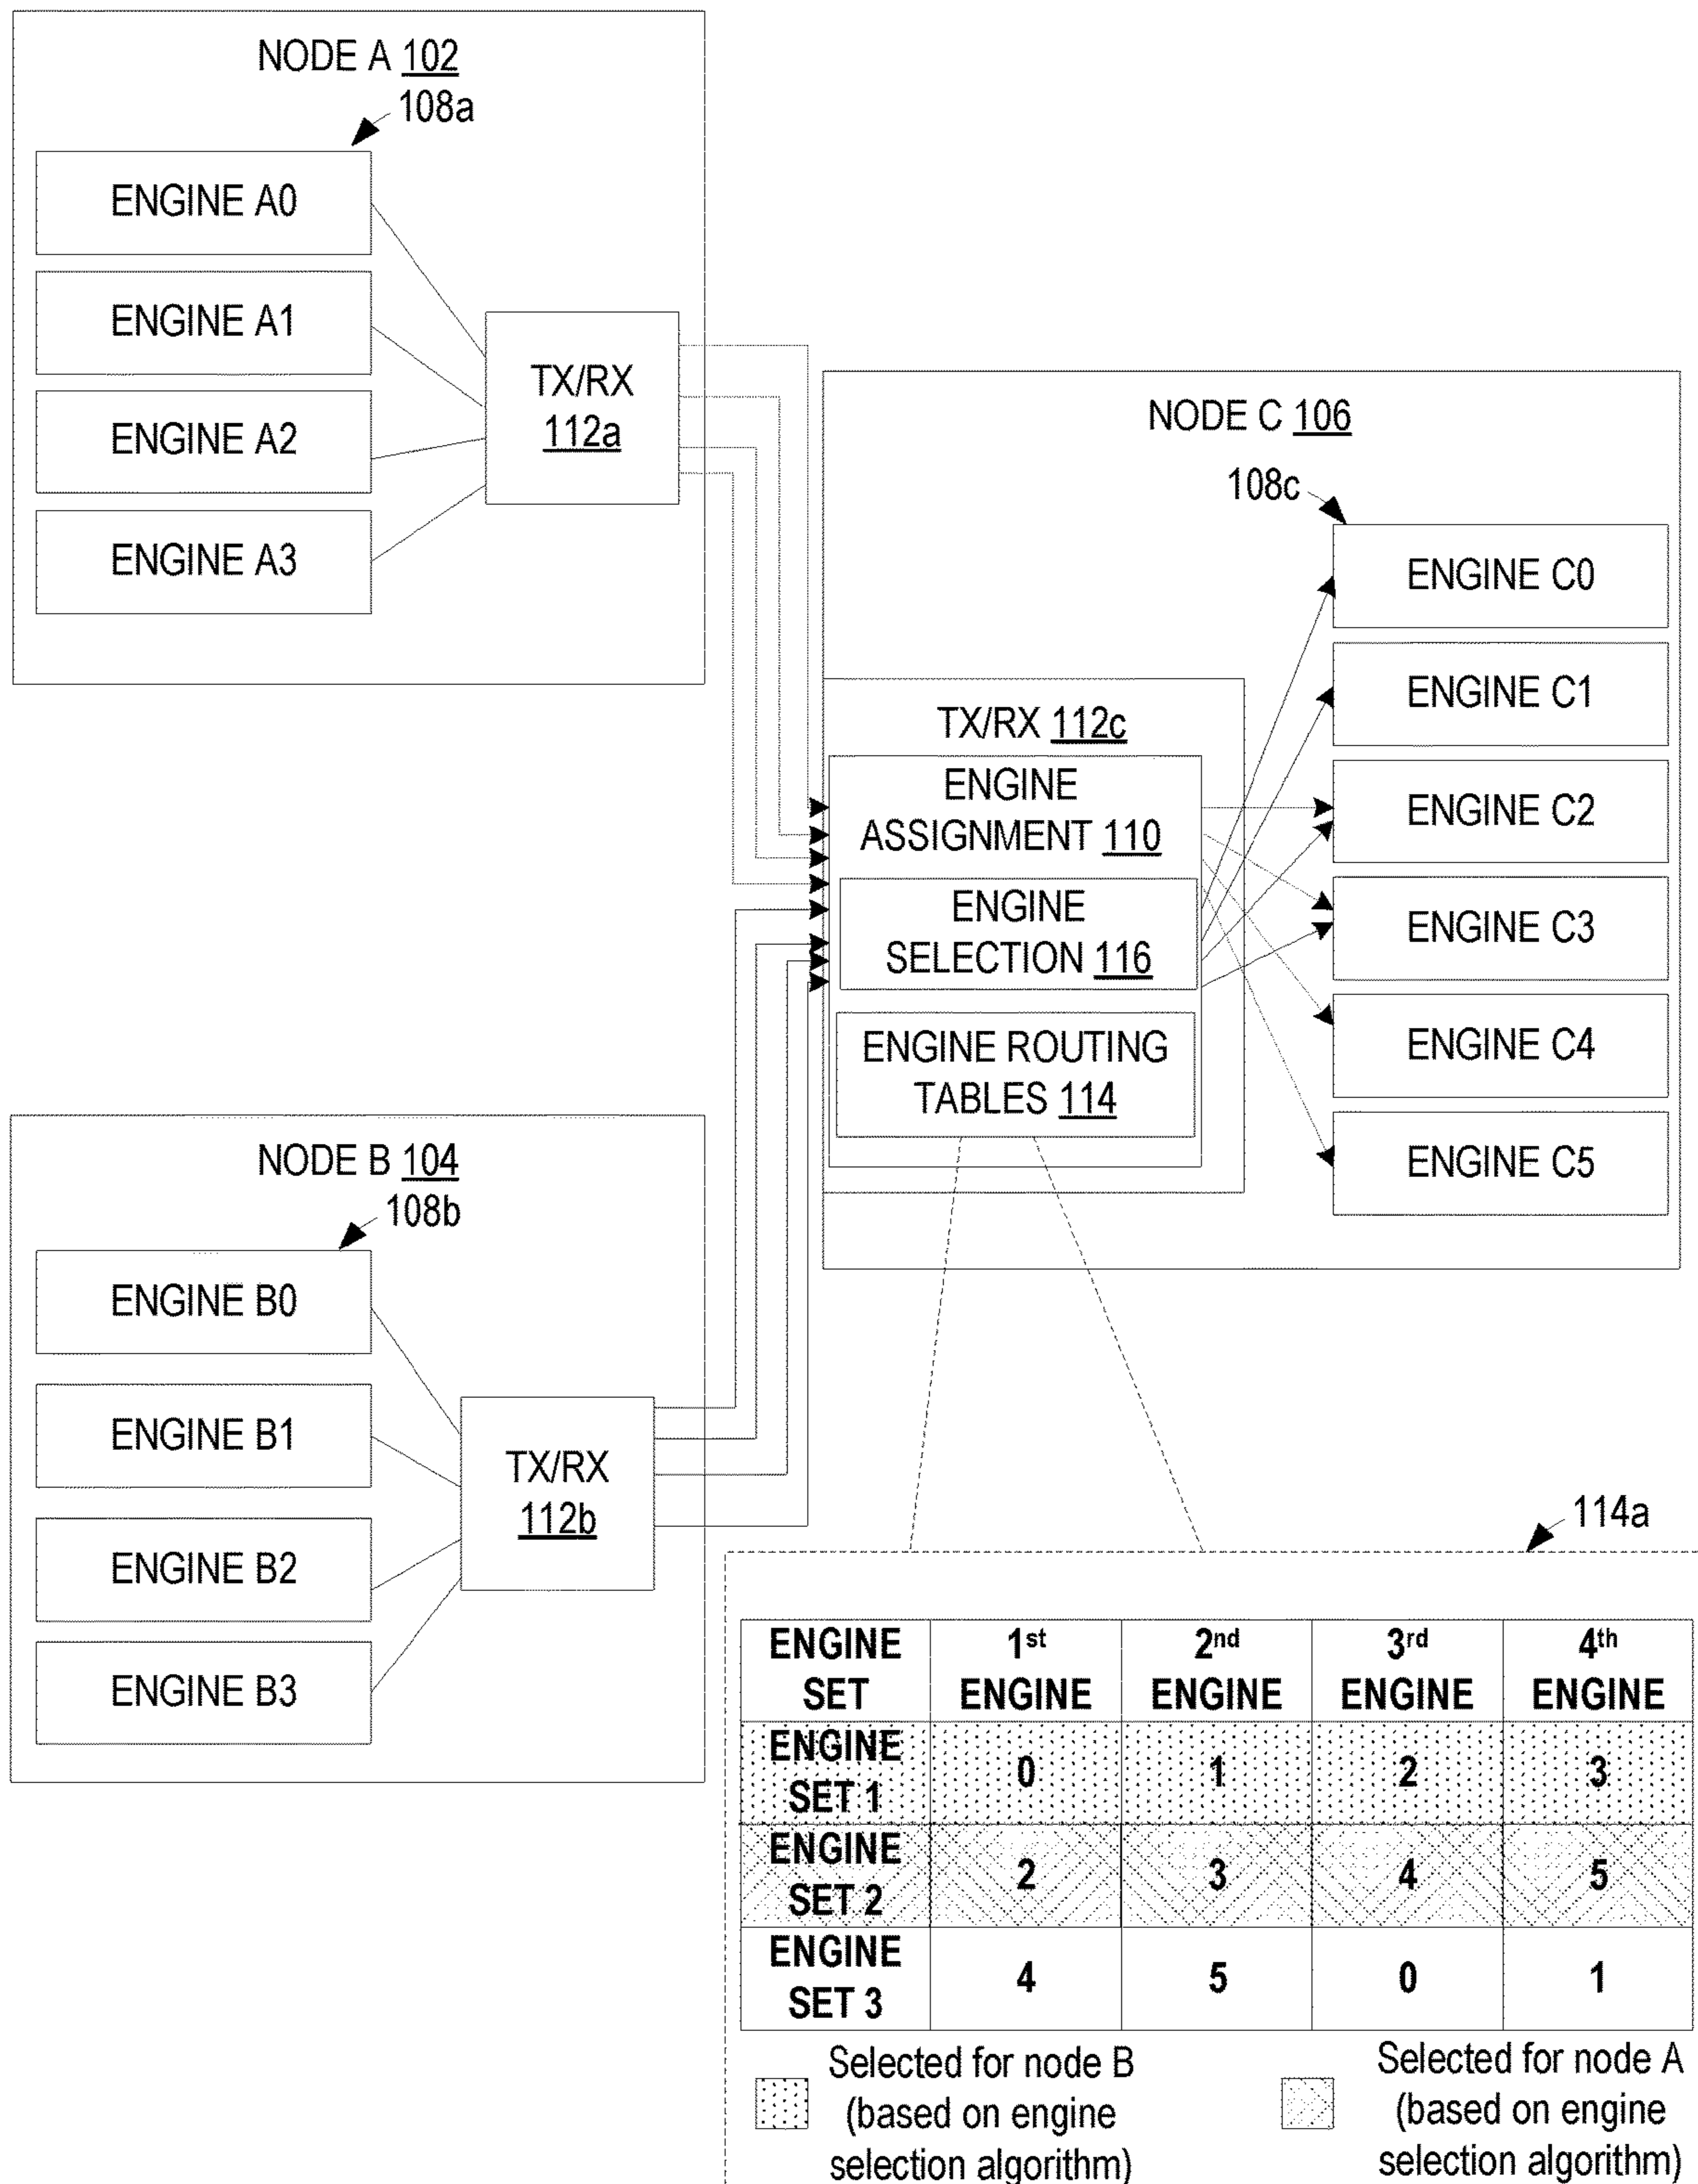 NODE A 102
108a
ENGINE A0
ENGINE A1
ENGINE A2
ENGINE A3
TX/RX
112a
NODE C 106
108c
ENGINE C0
ENGINE C1
ENGINE C2
ENGINE C3
ENGINE C4
ENGINE C5
TX/RX 112c
ENGINE
ASSIGNMENT 110
ENGINE
SELECTION 116
ENGINE ROUTING
TABLES 114
NODE B 104
108b
ENGINE B0
ENGINE B1
ENGINE B2
ENGINE B3
TX/RX
112b
114a
ENGINE SET 1st ENGINE 2nd ENGINE 3rd ENGINE 4th ENGINE
ENGINE SET 1 0 1 2 3
ENGINE SET 2 2 3 4 5
ENGINE SET 3 4 5 0 1
Selected for node B
(based on engine
selection algorithm)
Selected for node A
(based on engine
selection algorithm)